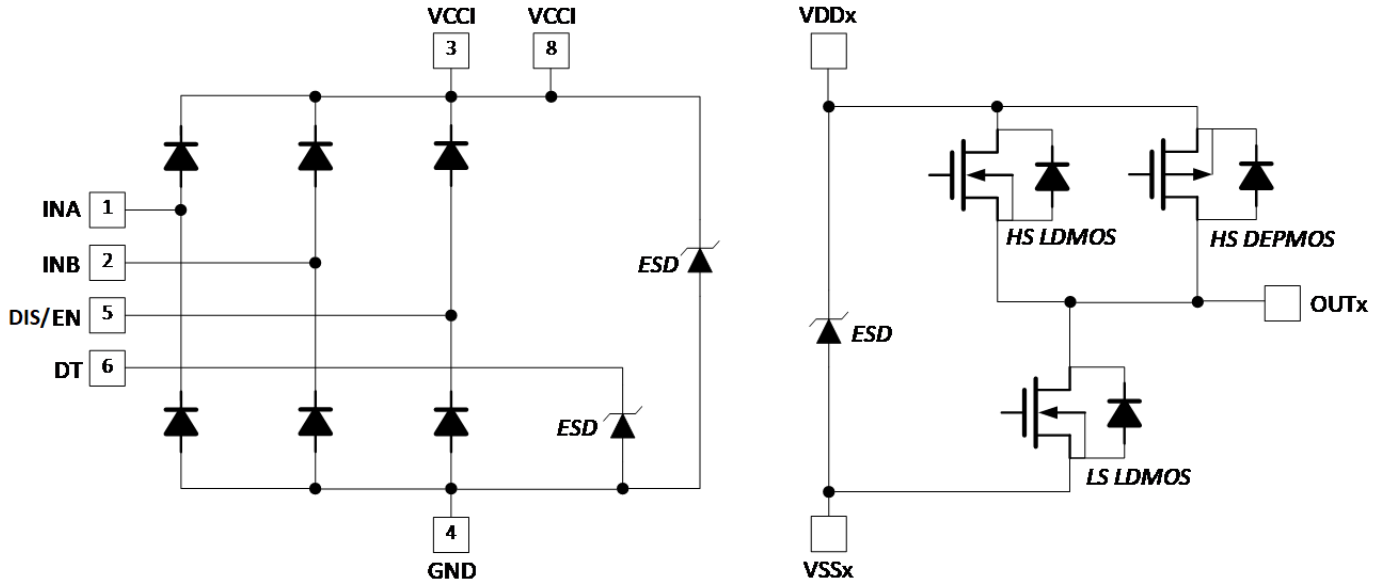 VCCI
VCCI
VDDx
3
8
INA
1
INB
2
DIS/EN
5
DT
6
ESD
ESD
4
GND
HS LDMOS
HS DEPMOS
OUTx
ESD
LS LDMOS
VSSx